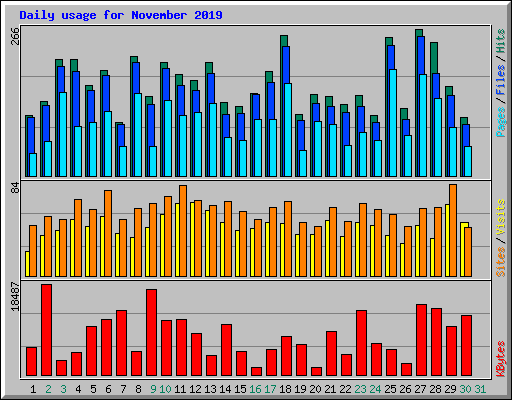 Daily usage for November 2019
266
84
18487
Pages / Files / Hits
Sites / Visits
KBytes
1 2 3 4 5 6 7 8 9 10 11 12 13 14 15 16 17 18 19 20 21 22 23 24 25 26 27 28 29 30 31